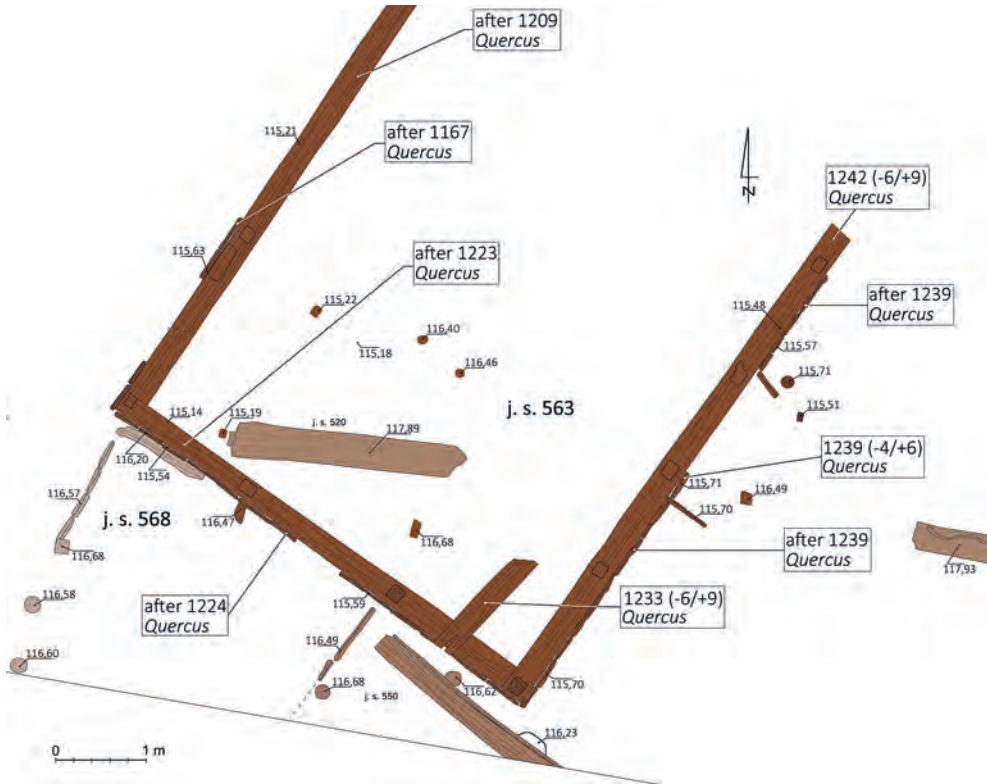 after 1209
Quercus
115,21
after 1167
Quercus
N
1242 (-6/+9)
Quercus
115,63
after 1223
Quercus
115,22
116,40
115,18
116,46
115,48
after 1239
Quercus
115,57
115,71
115,51
j. s. 563
115,14
116,20
115,54
115,19
j. s. 520
117,89
1239 (-4/+6)
Quercus
115,71
115,70
116,49
116,57
j. s. 568
116,47
116,68
116,68
after 1239
Quercus
117,93
116,58
after 1224
Quercus
115,59
1233 (-6/+9)
Quercus
116,49
116,60
116,68
j. s. 550
116,62
115,70
116,23
0
1 m